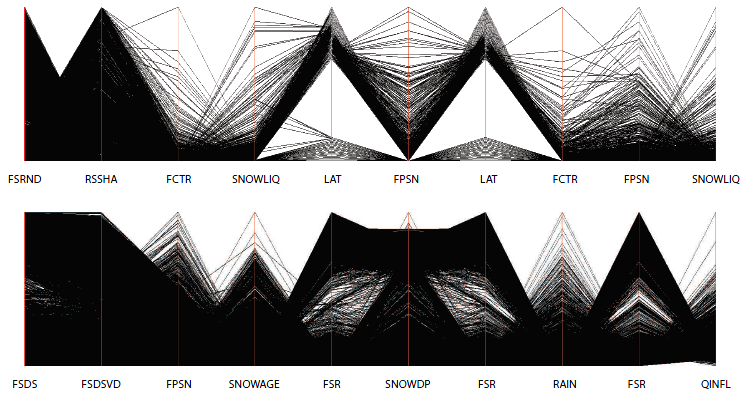 FSRND RSSHA FCTR SNOWLIQ LAT FPSN LAT FCTR FPSN SNOWLIQ
FSDS FSDSVD FPSN SNOWAGE FSR SNOWDP FSR RAIN FSR QINFL